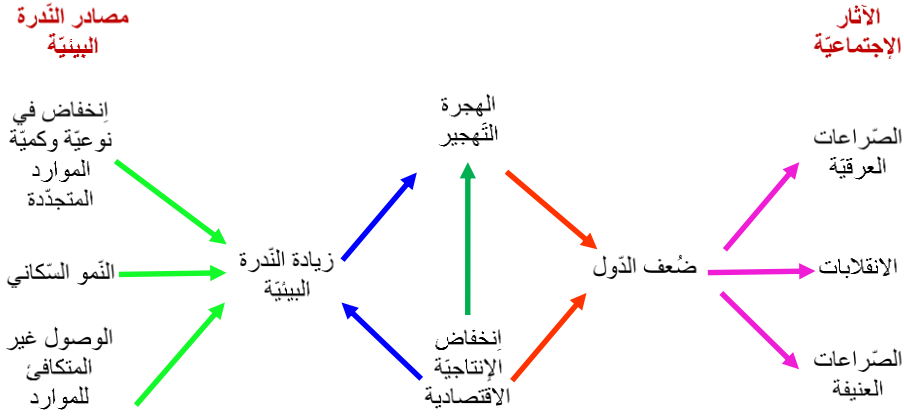 مصادر النّدرة
البيئيّة
الآثار
الإجتماعيّة
إنخفاض في
نوعيّة وكميّة
الموارد
المتجدّدة
النّمو السّكاني
الوصول غير
المتكافئ
للموارد
زيادة النّدرة
البيئيّة
الهجرة
التّهجير
إنخفاض
الإنتاجيّة
الاقتصادية
ضُعف الدّول
الصّراعات
العرقيّة
الانقلابات
الصّراعات
العنيفة